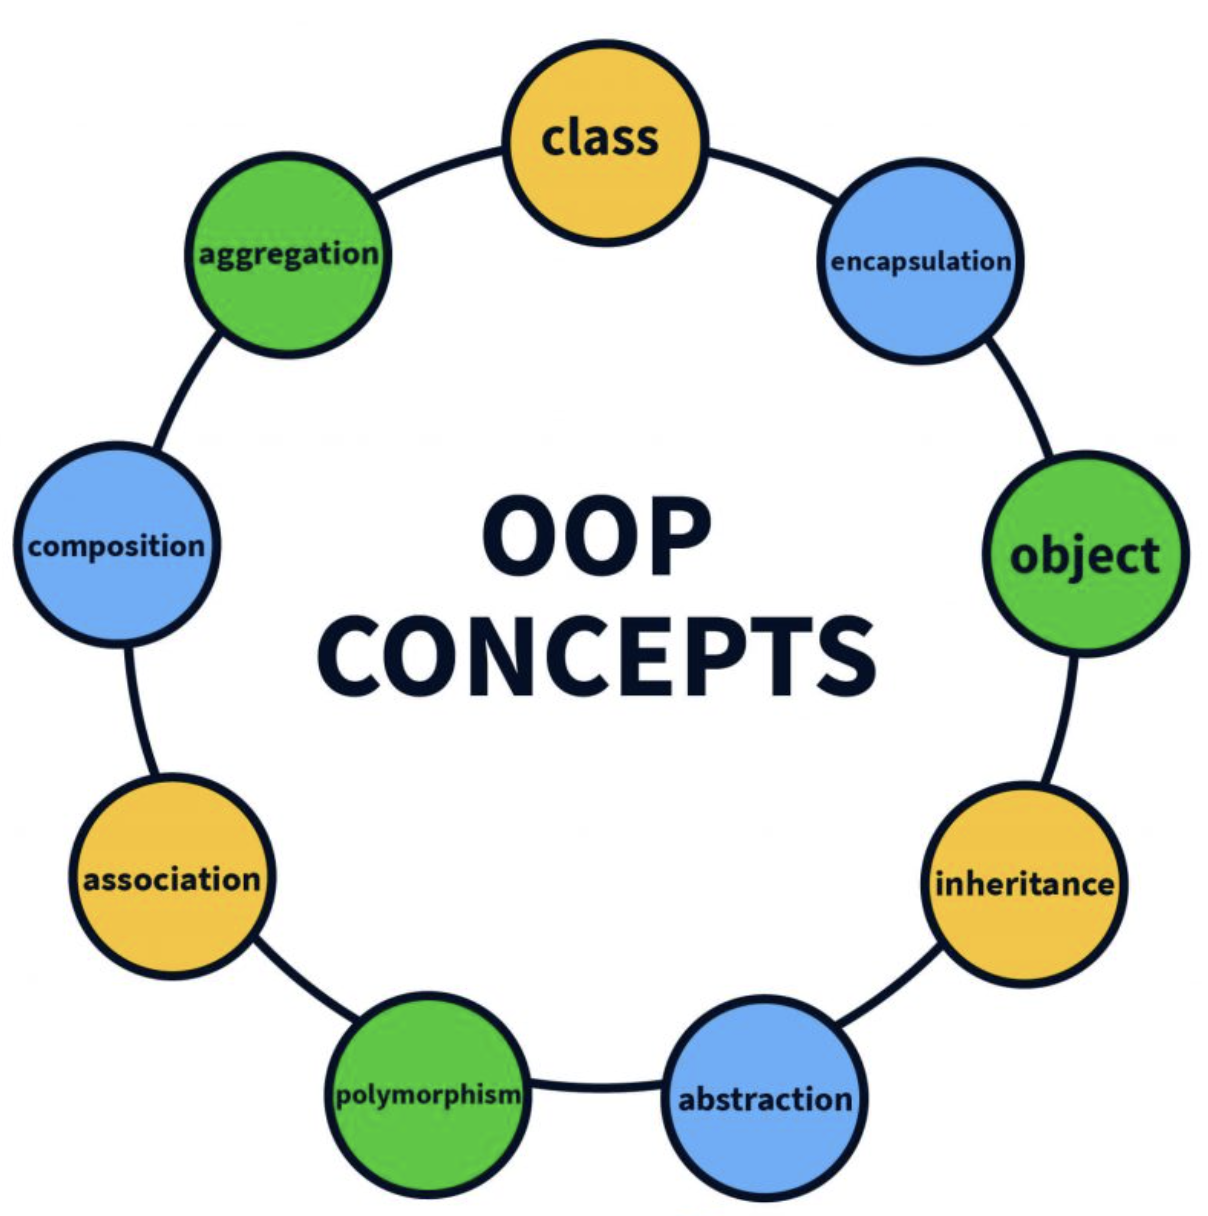 class
encapsulation
object
inheritance
abstraction
polymorphism
association
composition
aggregation
OOP
CONCEPTS